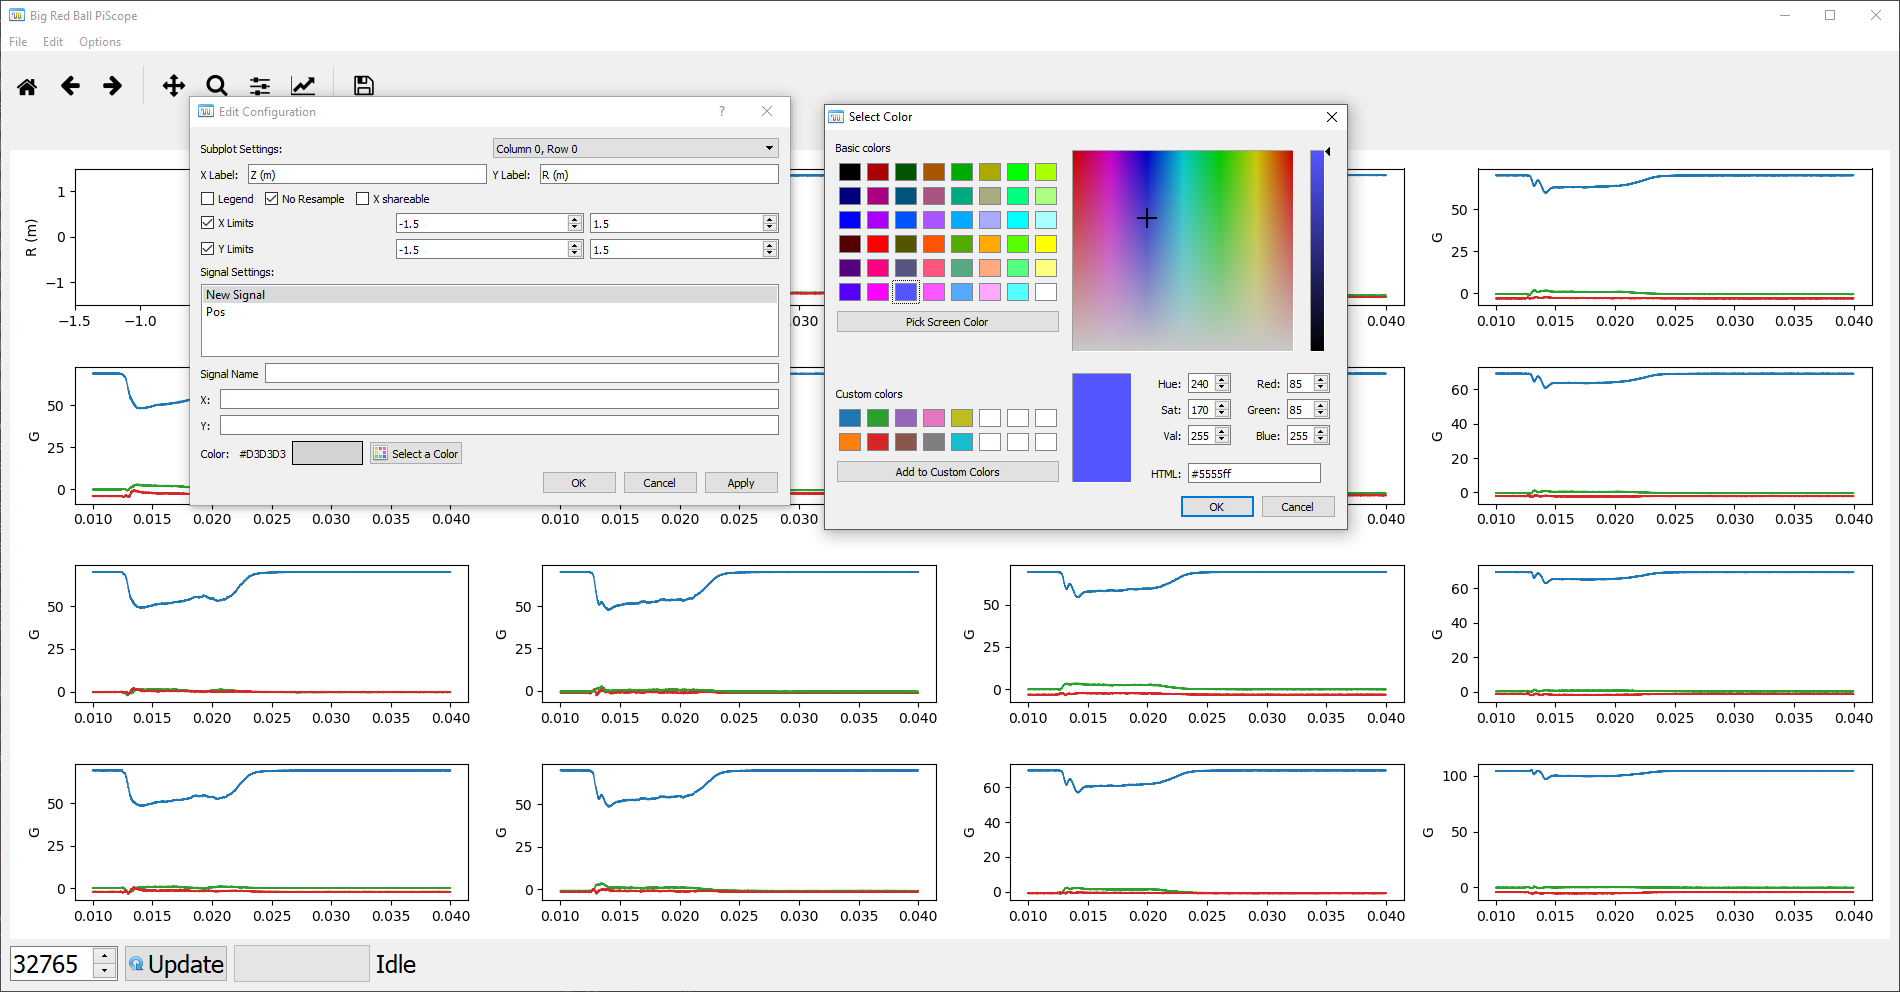 Big Red Ball PiScope
File Edit Options
Edit Configuration ?
Subplot Settings: Column 0, Row 0
X Label: Z (m) Y Label: R (m)
Legend No Resample X shareable
X Limits -1.5 1.5
Y Limits -1.5 1.5
Signal Settings:
New Signal
Pos
Signal Name
X:
Y:
Color: #D3D3D3 Select a Color
OK Cancel Apply
Select Color
Basic colors
Pick Screen Color
Custom colors
Add to Custom Colors
Hue: 240 Red: 85
Sat: 170 Green: 85
Val: 255 Blue: 255
HTML: #5555ff
OK Cancel
R (m)
1
0
−1
−1.5 −1.0
.030
0.040
G
50
25
0
0.010 0.015 0.020 0.025 0.030 0.035 0.040
G
50
25
0
0.010 0.015 0.020 0.025 0.030 0.035 0.040
0.010 0.015 0.020 0.025 0.03
0.040
G
60
40
20
0
0.010 0.015 0.020 0.025 0.030 0.035 0.040
G
50
25
0
0.010 0.015 0.020 0.025 0.030 0.035 0.040
G
50
25
0
0.010 0.015 0.020 0.025 0.030 0.035 0.040
G
50
25
0
0.010 0.015 0.020 0.025 0.030 0.035 0.040
G
60
40
20
0
0.010 0.015 0.020 0.025 0.030 0.035 0.040
G
50
25
0
0.010 0.015 0.020 0.025 0.030 0.035 0.040
G
50
25
0
0.010 0.015 0.020 0.025 0.030 0.035 0.040
G
60
40
20
0
0.010 0.015 0.020 0.025 0.030 0.035 0.040
G
100
50
0
0.010 0.015 0.020 0.025 0.030 0.035 0.040
32765 Update Idle